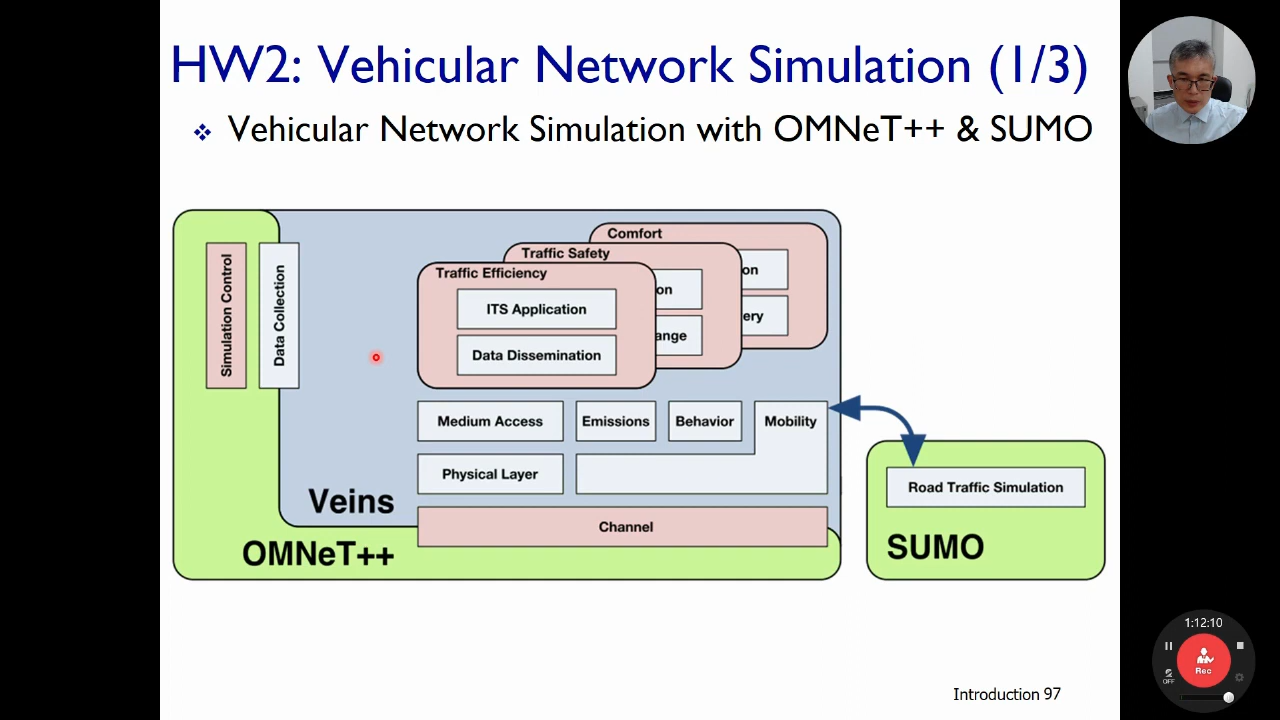 HW2: Vehicular Network Simulation (1/3)
Vehicular Network Simulation with OMNeT++ & SUMO
Comfort
Traffic Safety
Traffic Efficiency
on
on
ITS Application
ery
ange
Data Dissemination
Simulation Control
Data Collection
Medium Access
Emissions
Behavior
Mobility
Physical Layer
Road Traffic Simulation
Veins
Channel
OMNeT++
SUMO
1:12:10
Rec
OFF
Introduction 97